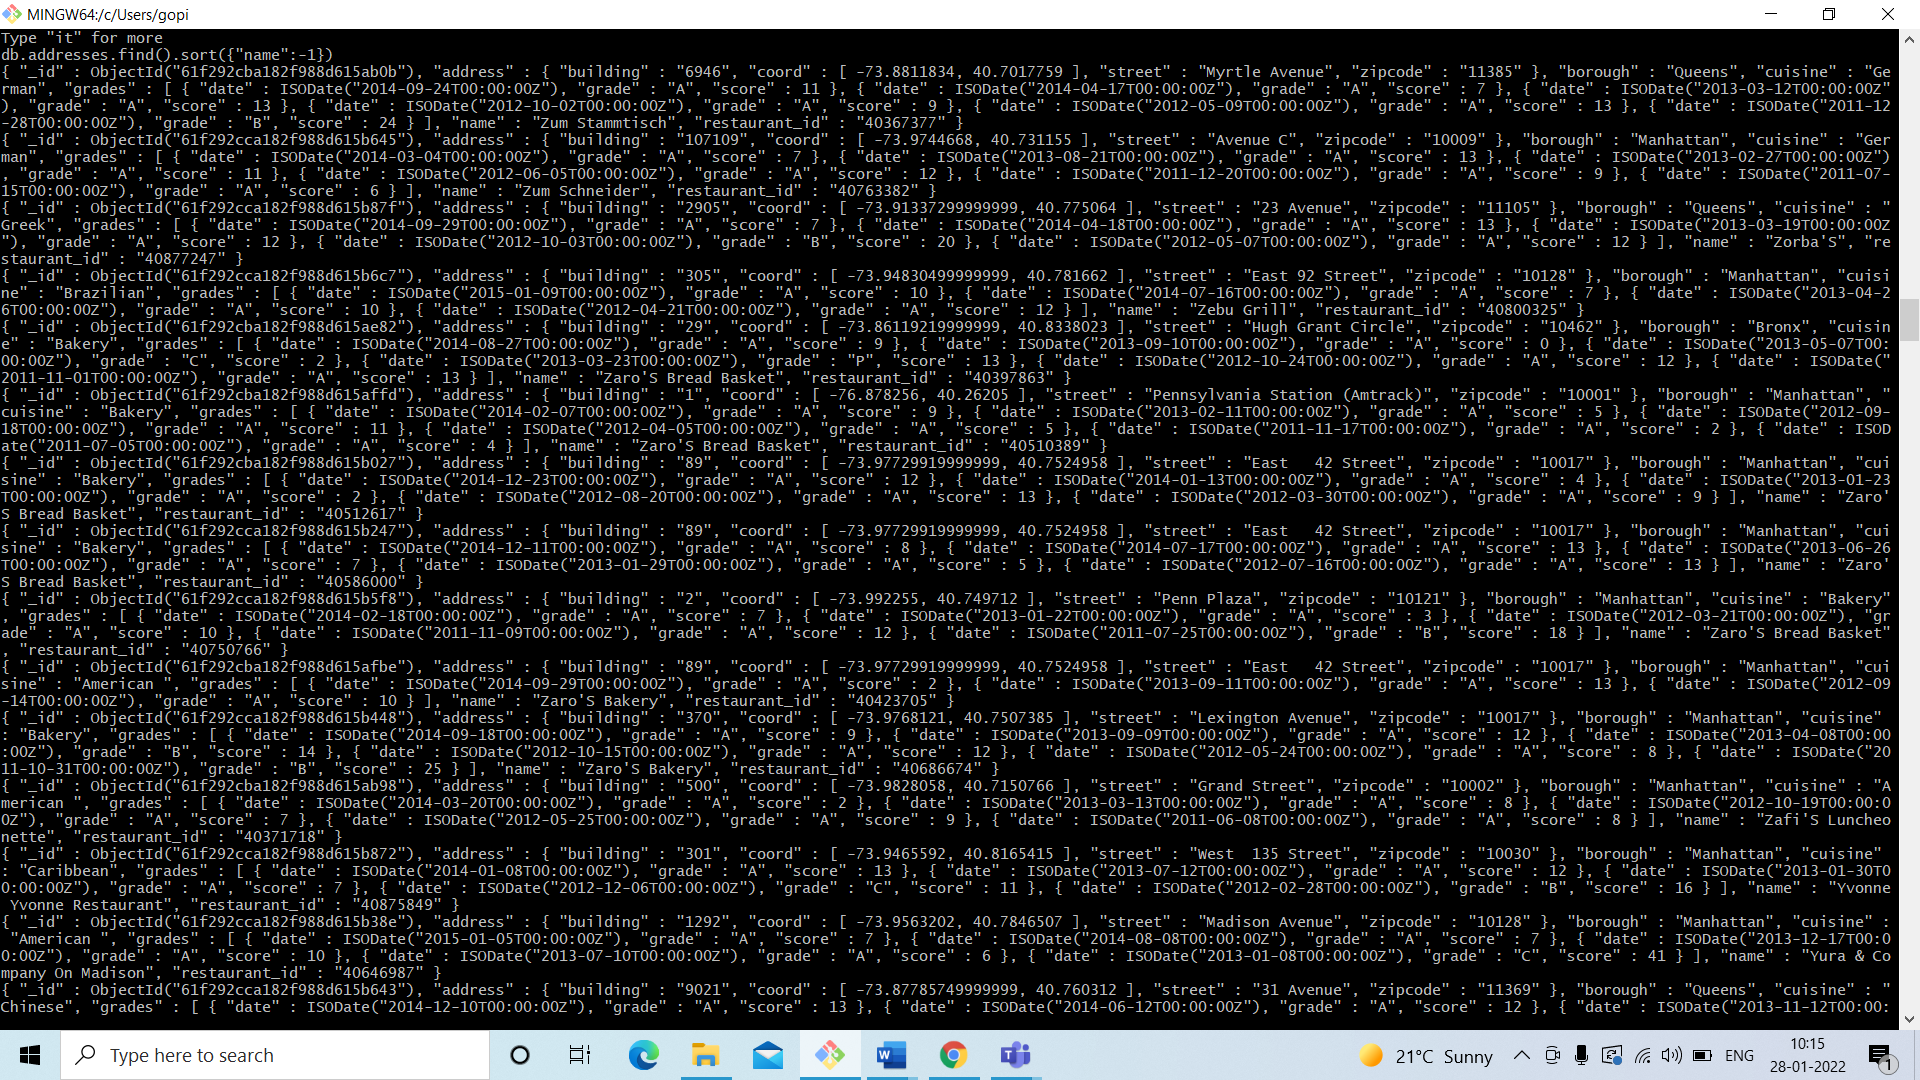 MINGW64:/c/Users/gopi
Type "it" for more
db.addresses.find().sort({"name":-1})
{ "_id" : ObjectId("61f292cba182f988d615ab0b"), "address" : { "building" : "6946", "coord" : [ -73.8811834, 40.7017759 ], "street" : "Myrtle Avenue", "zipcode" : "11385" }, "borough" : "Queens", "cuisine" : "Ge
rman", "grades" : [ { "date" : ISODate("2014-09-24T00:00:00Z"), "grade" : "A", "score" : 11 }, { "date" : ISODate("2014-04-17T00:00:00Z"), "grade" : "A", "score" : 7 }, { "date" : ISODate("2013-03-12T00:00:00Z"
), "grade" : "A", "score" : 13 }, { "date" : ISODate("2012-10-02T00:00:00Z"), "grade" : "A", "score" : 9 }, { "date" : ISODate("2012-05-09T00:00:00Z"), "grade" : "A", "score" : 13 }, { "date" : ISODate("2011-12
-28T00:00:00Z"), "grade" : "B", "score" : 24 } ], "name" : "Zum Stammtisch", "restaurant_id" : "40367377" }
{ "_id" : ObjectId("61f292cca182f988d615b645"), "address" : { "building" : "107109", "coord" : [ -73.9744668, 40.731155 ], "street" : "Avenue C", "zipcode" : "10009" }, "borough" : "Manhattan", "cuisine" : "Ger
man", "grades" : [ { "date" : ISODate("2014-03-04T00:00:00Z"), "grade" : "A", "score" : 7 }, { "date" : ISODate("2013-08-21T00:00:00Z"), "grade" : "A", "score" : 13 }, { "date" : ISODate("2013-02-27T00:00:00Z")
, "grade" : "A", "score" : 11 }, { "date" : ISODate("2012-06-05T00:00:00Z"), "grade" : "A", "score" : 12 }, { "date" : ISODate("2011-12-20T00:00:00Z"), "grade" : "A", "score" : 9 }, { "date" : ISODate("2011-07-
15T00:00:00Z"), "grade" : "A", "score" : 6 } ], "name" : "Zum Schneider", "restaurant_id" : "40763382" }
{ "_id" : ObjectId("61f292cca182f988d615b87f"), "address" : { "building" : "2905", "coord" : [ -73.91337299999999, 40.775064 ], "street" : "23 Avenue", "zipcode" : "11105" }, "borough" : "Queens", "cuisine" : "
Greek", "grades" : [ { "date" : ISODate("2014-09-29T00:00:00Z"), "grade" : "A", "score" : 7 }, { "date" : ISODate("2014-04-18T00:00:00Z"), "grade" : "A", "score" : 13 }, { "date" : ISODate("2013-03-19T00:00:00Z
"), "grade" : "A", "score" : 12 }, { "date" : ISODate("2012-10-03T00:00:00Z"), "grade" : "B", "score" : 20 }, { "date" : ISODate("2012-05-07T00:00:00Z"), "grade" : "A", "score" : 12 } ], "name" : "Zorba'S", "re
staurant_id" : "40877247" }
{ "_id" : ObjectId("61f292cca182f988d615b6c7"), "address" : { "building" : "305", "coord" : [ -73.94830499999999, 40.781662 ], "street" : "East 92 Street", "zipcode" : "10128" }, "borough" : "Manhattan", "cuisi
ne" : "Brazilian", "grades" : [ { "date" : ISODate("2015-01-09T00:00:00Z"), "grade" : "A", "score" : 10 }, { "date" : ISODate("2014-07-16T00:00:00Z"), "grade" : "A", "score" : 7 }, { "date" : ISODate("2013-04-2
6T00:00:00Z"), "grade" : "A", "score" : 10 }, { "date" : ISODate("2012-04-21T00:00:00Z"), "grade" : "A", "score" : 12 } ], "name" : "Zebu Grill", "restaurant_id" : "40800325" }
{ "_id" : ObjectId("61f292cba182f988d615ae82"), "address" : { "building" : "29", "coord" : [ -73.86119219999999, 40.8338023 ], "street" : "Hugh Grant Circle", "zipcode" : "10462" }, "borough" : "Bronx", "cuisin
e" : "Bakery", "grades" : [ { "date" : ISODate("2014-08-27T00:00:00Z"), "grade" : "A", "score" : 9 }, { "date" : ISODate("2013-09-10T00:00:00Z"), "grade" : "A", "score" : 0 }, { "date" : ISODate("2013-05-07T00:
00:00Z"), "grade" : "C", "score" : 2 }, { "date" : ISODate("2013-03-23T00:00:00Z"), "grade" : "P", "score" : 13 }, { "date" : ISODate("2012-10-24T00:00:00Z"), "grade" : "A", "score" : 12 }, { "date" : ISODate("
2011-11-01T00:00:00Z"), "grade" : "A", "score" : 13 } ], "name" : "Zaro'S Bread Basket", "restaurant_id" : "40397863" }
{ "_id" : ObjectId("61f292cba182f988d615affd"), "address" : { "building" : "1", "coord" : [ -76.878256, 40.26205 ], "street" : "Pennsylvania Station (Amtrack)", "zipcode" : "10001" }, "borough" : "Manhattan", "
cuisine" : "Bakery", "grades" : [ { "date" : ISODate("2014-02-07T00:00:00Z"), "grade" : "A", "score" : 9 }, { "date" : ISODate("2013-02-11T00:00:00Z"), "grade" : "A", "score" : 5 }, { "date" : ISODate("2012-09-
18T00:00:00Z"), "grade" : "A", "score" : 11 }, { "date" : ISODate("2012-04-05T00:00:00Z"), "grade" : "A", "score" : 5 }, { "date" : ISODate("2011-11-17T00:00:00Z"), "grade" : "A", "score" : 2 }, { "date" : ISOD
ate("2011-07-05T00:00:00Z"), "grade" : "A", "score" : 4 } ], "name" : "Zaro'S Bread Basket", "restaurant_id" : "40510389" }
{ "_id" : ObjectId("61f292cba182f988d615b027"), "address" : { "building" : "89", "coord" : [ -73.97729919999999, 40.7524958 ], "street" : "East   42 Street", "zipcode" : "10017" }, "borough" : "Manhattan", "cui
sine" : "Bakery", "grades" : [ { "date" : ISODate("2014-12-23T00:00:00Z"), "grade" : "A", "score" : 12 }, { "date" : ISODate("2014-01-13T00:00:00Z"), "grade" : "A", "score" : 4 }, { "date" : ISODate("2013-01-23
T00:00:00Z"), "grade" : "A", "score" : 2 }, { "date" : ISODate("2012-08-20T00:00:00Z"), "grade" : "A", "score" : 13 }, { "date" : ISODate("2012-03-30T00:00:00Z"), "grade" : "A", "score" : 9 } ], "name" : "Zaro'
S Bread Basket", "restaurant_id" : "40512617" }
{ "_id" : ObjectId("61f292cba182f988d615b247"), "address" : { "building" : "89", "coord" : [ -73.97729919999999, 40.7524958 ], "street" : "East   42 Street", "zipcode" : "10017" }, "borough" : "Manhattan", "cui
sine" : "Bakery", "grades" : [ { "date" : ISODate("2014-12-11T00:00:00Z"), "grade" : "A", "score" : 8 }, { "date" : ISODate("2014-07-17T00:00:00Z"), "grade" : "A", "score" : 13 }, { "date" : ISODate("2013-06-26
T00:00:00Z"), "grade" : "A", "score" : 7 }, { "date" : ISODate("2013-01-29T00:00:00Z"), "grade" : "A", "score" : 5 }, { "date" : ISODate("2012-07-16T00:00:00Z"), "grade" : "A", "score" : 13 } ], "name" : "Zaro'
S Bread Basket", "restaurant_id" : "40586000" }
{ "_id" : ObjectId("61f292cca182f988d615b5f8"), "address" : { "building" : "2", "coord" : [ -73.992255, 40.749712 ], "street" : "Penn Plaza", "zipcode" : "10121" }, "borough" : "Manhattan", "cuisine" : "Bakery"
, "grades" : [ { "date" : ISODate("2014-02-18T00:00:00Z"), "grade" : "A", "score" : 7 }, { "date" : ISODate("2013-01-22T00:00:00Z"), "grade" : "A", "score" : 3 }, { "date" : ISODate("2012-03-21T00:00:00Z"), "gr
ade" : "A", "score" : 10 }, { "date" : ISODate("2011-11-09T00:00:00Z"), "grade" : "A", "score" : 12 }, { "date" : ISODate("2011-07-25T00:00:00Z"), "grade" : "B", "score" : 18 } ], "name" : "Zaro'S Bread Basket"
, "restaurant_id" : "40750766" }
{ "_id" : ObjectId("61f292cba182f988d615afbe"), "address" : { "building" : "89", "coord" : [ -73.97729919999999, 40.7524958 ], "street" : "East   42 Street", "zipcode" : "10017" }, "borough" : "Manhattan", "cui
sine" : "American ", "grades" : [ { "date" : ISODate("2014-09-29T00:00:00Z"), "grade" : "A", "score" : 2 }, { "date" : ISODate("2013-09-11T00:00:00Z"), "grade" : "A", "score" : 13 }, { "date" : ISODate("2012-09
-14T00:00:00Z"), "grade" : "A", "score" : 10 } ], "name" : "Zaro'S Bakery", "restaurant_id" : "40423705" }
{ "_id" : ObjectId("61f292cca182f988d615b448"), "address" : { "building" : "370", "coord" : [ -73.9768121, 40.7507385 ], "street" : "Lexington Avenue", "zipcode" : "10017" }, "borough" : "Manhattan", "cuisine"
: "Bakery", "grades" : [ { "date" : ISODate("2014-09-18T00:00:00Z"), "grade" : "A", "score" : 9 }, { "date" : ISODate("2013-09-09T00:00:00Z"), "grade" : "A", "score" : 12 }, { "date" : ISODate("2013-04-08T00:00
:00Z"), "grade" : "B", "score" : 14 }, { "date" : ISODate("2012-10-15T00:00:00Z"), "grade" : "A", "score" : 12 }, { "date" : ISODate("2012-05-24T00:00:00Z"), "grade" : "A", "score" : 8 }, { "date" : ISODate("20
11-10-31T00:00:00Z"), "grade" : "B", "score" : 25 } ], "name" : "Zaro'S Bakery", "restaurant_id" : "40686674" }
{ "_id" : ObjectId("61f292cba182f988d615ab98"), "address" : { "building" : "500", "coord" : [ -73.9828058, 40.7150766 ], "street" : "Grand Street", "zipcode" : "10002" }, "borough" : "Manhattan", "cuisine" : "A
merican ", "grades" : [ { "date" : ISODate("2014-03-20T00:00:00Z"), "grade" : "A", "score" : 2 }, { "date" : ISODate("2013-03-13T00:00:00Z"), "grade" : "A", "score" : 8 }, { "date" : ISODate("2012-10-19T00:00:0
0Z"), "grade" : "A", "score" : 7 }, { "date" : ISODate("2012-05-25T00:00:00Z"), "grade" : "A", "score" : 9 }, { "date" : ISODate("2011-06-08T00:00:00Z"), "grade" : "A", "score" : 8 } ], "name" : "Zafi'S Luncheo
nette", "restaurant_id" : "40371718" }
{ "_id" : ObjectId("61f292cca182f988d615b872"), "address" : { "building" : "301", "coord" : [ -73.9465592, 40.8165415 ], "street" : "West  135 Street", "zipcode" : "10030" }, "borough" : "Manhattan", "cuisine"
: "Caribbean", "grades" : [ { "date" : ISODate("2014-01-08T00:00:00Z"), "grade" : "A", "score" : 13 }, { "date" : ISODate("2013-07-12T00:00:00Z"), "grade" : "A", "score" : 12 }, { "date" : ISODate("2013-01-30T0
0:00:00Z"), "grade" : "A", "score" : 7 }, { "date" : ISODate("2012-12-06T00:00:00Z"), "grade" : "C", "score" : 11 }, { "date" : ISODate("2012-02-28T00:00:00Z"), "grade" : "B", "score" : 16 } ], "name" : "Yvonne
 Yvonne Restaurant", "restaurant_id" : "40875849" }
{ "_id" : ObjectId("61f292cca182f988d615b38e"), "address" : { "building" : "1292", "coord" : [ -73.9563202, 40.7846507 ], "street" : "Madison Avenue", "zipcode" : "10128" }, "borough" : "Manhattan", "cuisine" :
 "American ", "grades" : [ { "date" : ISODate("2015-01-05T00:00:00Z"), "grade" : "A", "score" : 7 }, { "date" : ISODate("2014-08-08T00:00:00Z"), "grade" : "A", "score" : 7 }, { "date" : ISODate("2013-12-17T00:0
0:00Z"), "grade" : "A", "score" : 10 }, { "date" : ISODate("2013-07-10T00:00:00Z"), "grade" : "A", "score" : 6 }, { "date" : ISODate("2013-01-08T00:00:00Z"), "grade" : "C", "score" : 41 } ], "name" : "Yura & Co
mpany On Madison", "restaurant_id" : "40646987" }
{ "_id" : ObjectId("61f292cca182f988d615b643"), "address" : { "building" : "9021", "coord" : [ -73.87785749999999, 40.760312 ], "street" : "31 Avenue", "zipcode" : "11369" }, "borough" : "Queens", "cuisine" : "
Chinese", "grades" : [ { "date" : ISODate("2014-12-10T00:00:00Z"), "grade" : "A", "score" : 13 }, { "date" : ISODate("2014-06-12T00:00:00Z"), "grade" : "A", "score" : 12 }, { "date" : ISODate("2013-11-12T00:00:
Type here to search
21°C Sunny
ENG
10:15
28-01-2022
1